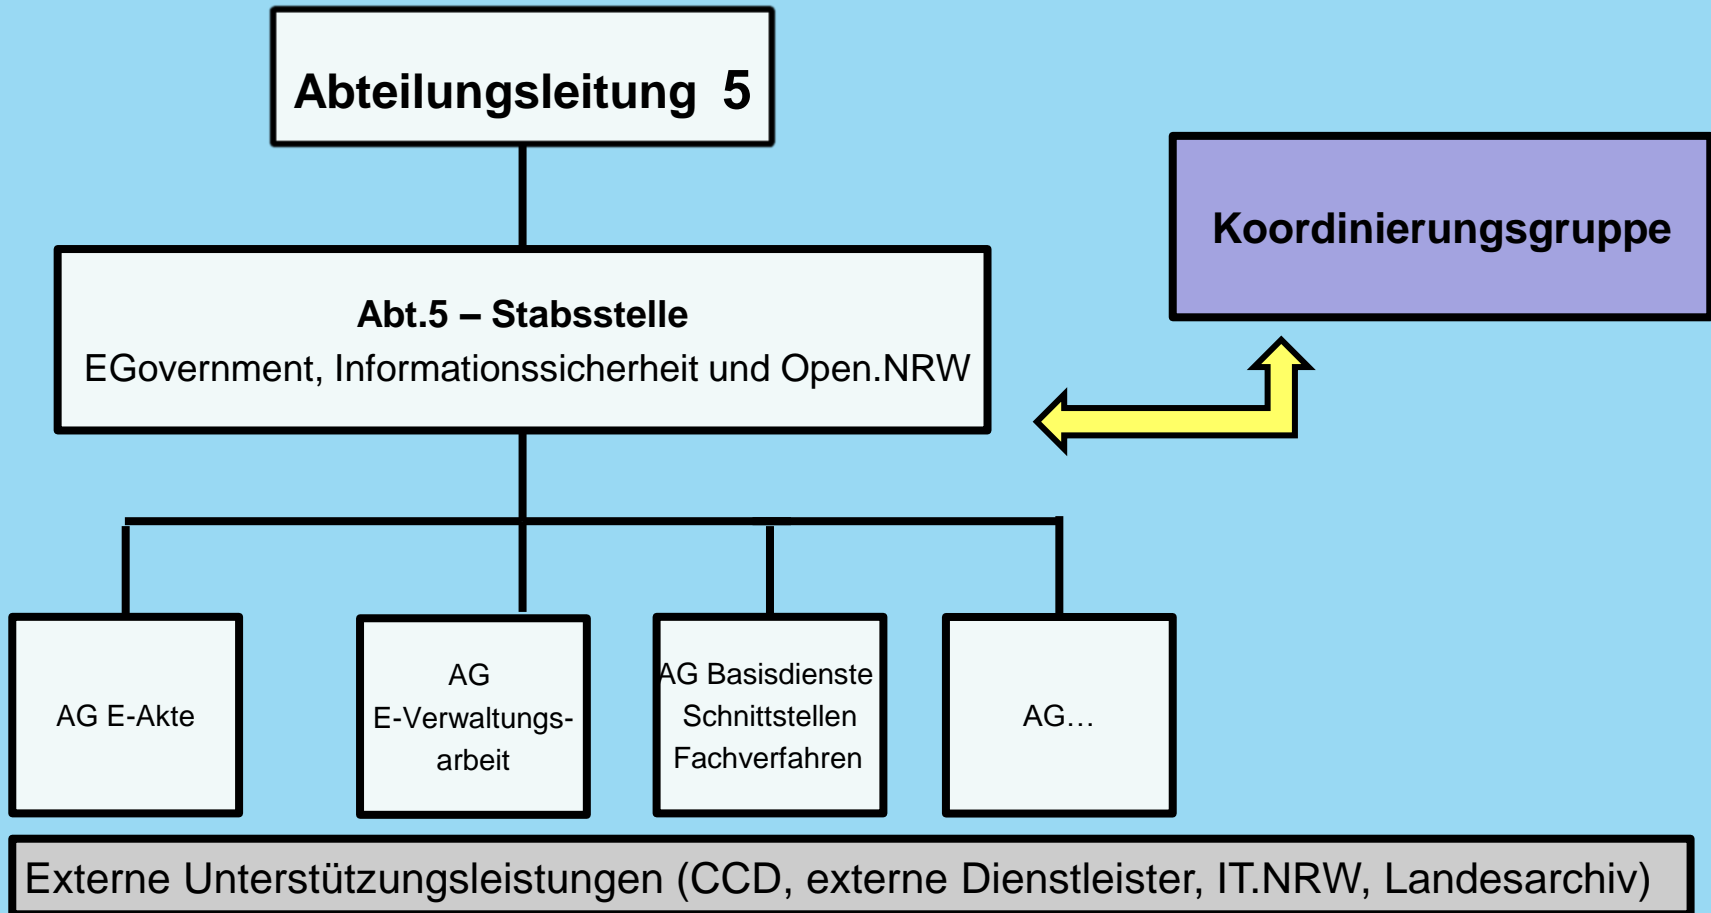 Abteilungsleitung 5
Koordinierungsgruppe
Abt.5 – Stabsstelle
EGovernment, Informationssicherheit und Open.NRW
AG E-Akte
AG
E-Verwaltungs-
arbeit
AG Basisdienste
Schnittstellen
Fachverfahren
AG…
Externe Unterstützungsleistungen (CCD, externe Dienstleister, IT.NRW, Landesarchiv)